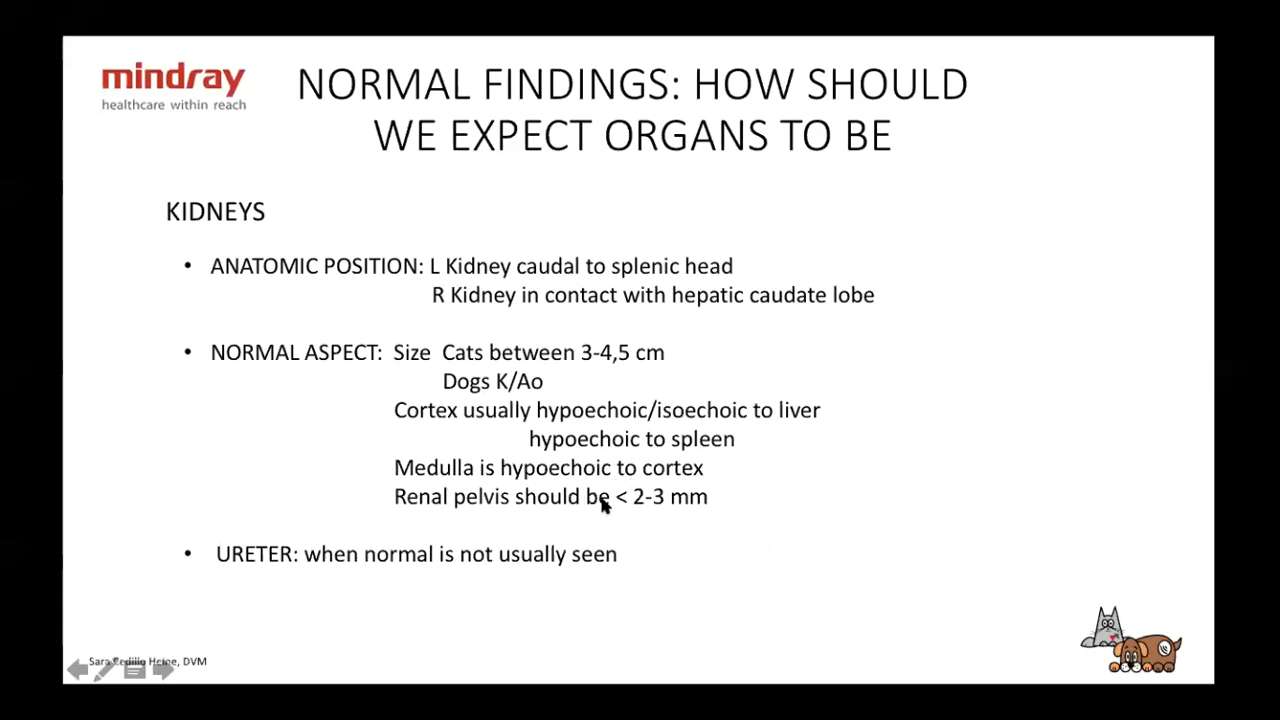 mindray
healthcare within reach
NORMAL FINDINGS: HOW SHOULD
WE EXPECT ORGANS TO BE
KIDNEYS
• ANATOMIC POSITION: L Kidney caudal to splenic head
R Kidney in contact with hepatic caudate lobe
• NORMAL ASPECT: Size Cats between 3-4,5 cm
Dogs K/Ao
Cortex usually hypoechoic/isoechoic to liver
hypoechoic to spleen
Medulla is hypoechoic to cortex
Renal pelvis should be < 2-3 mm
• URETER: when normal is not usually seen
Sara DVM